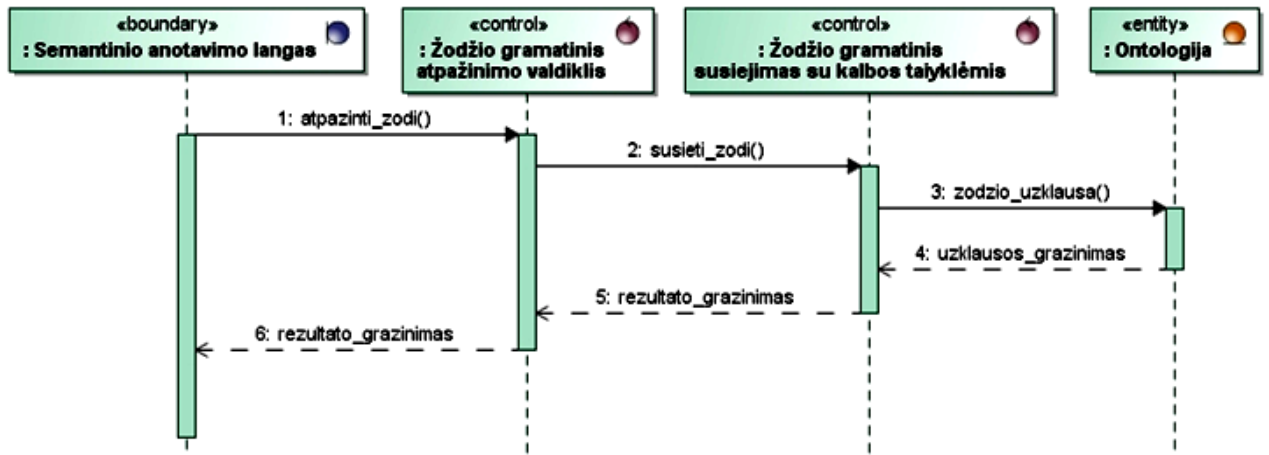 «boundary»
: Semantinio anotavimo langas
«control»
: Žodžio gramatinis
atpažinimo valdiklis
«control»
: Žodžio gramatinis
susiejimas su kalbos taiyklėmis
«entity»
: Ontologija
1: atpazinti_zodi()
2: susieti_zodi()
3: zodzio_uzklausa()
4: uzklausos_grazinimas
5: rezultato_grazinimas
6: rezultato_grazinimas